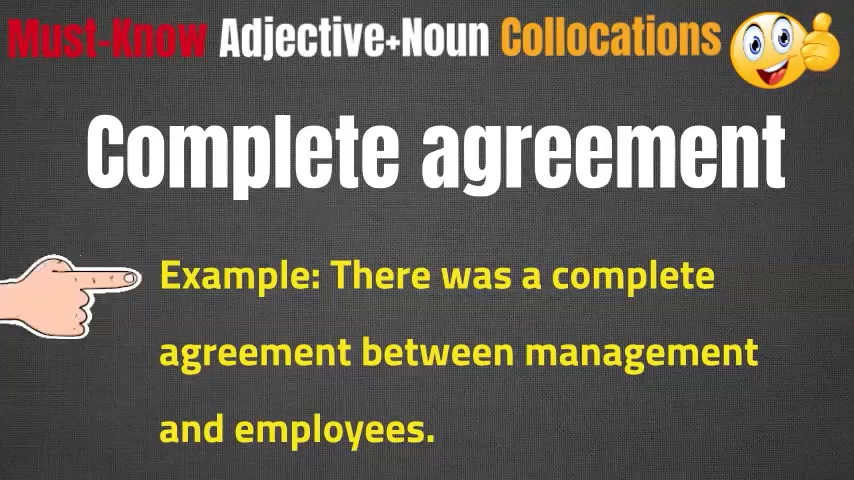 Must-Know Adjective+Noun Collocations
Complete agreement
Example: There was a complete
agreement between management
and employees.